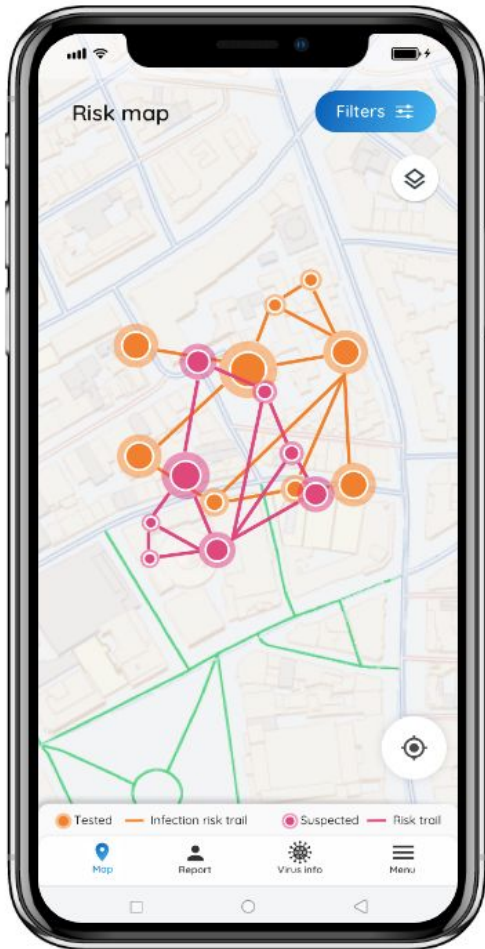 Risk map
Filters
Tested
Infection risk trail
Suspected
Risk trail
Map
Report
Virus info
Menu